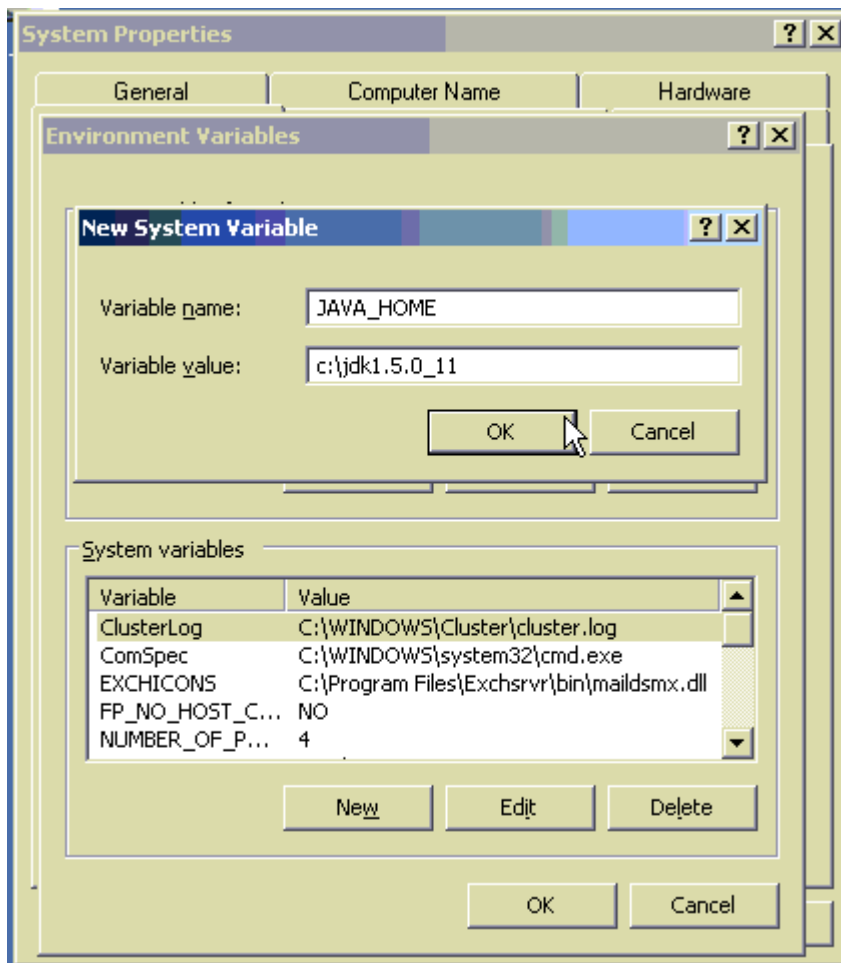 System Properties
General Computer Name Hardware
Environment Variables
New System Variable
Variable name: JAVA_HOME
Variable value: c:\jdk1.5.0_11
OK Cancel
System variables
Variable Value
ClusterLog C:\WINDOWS\Cluster\cluster.log
ComSpec C:\WINDOWS\system32\cmd.exe
EXCHICONS C:\Program Files\Exchsrvr\bin\maildsmx.dll
FP_NO_HOST_C... NO
NUMBER_OF_P... 4
New Edit Delete
OK Cancel